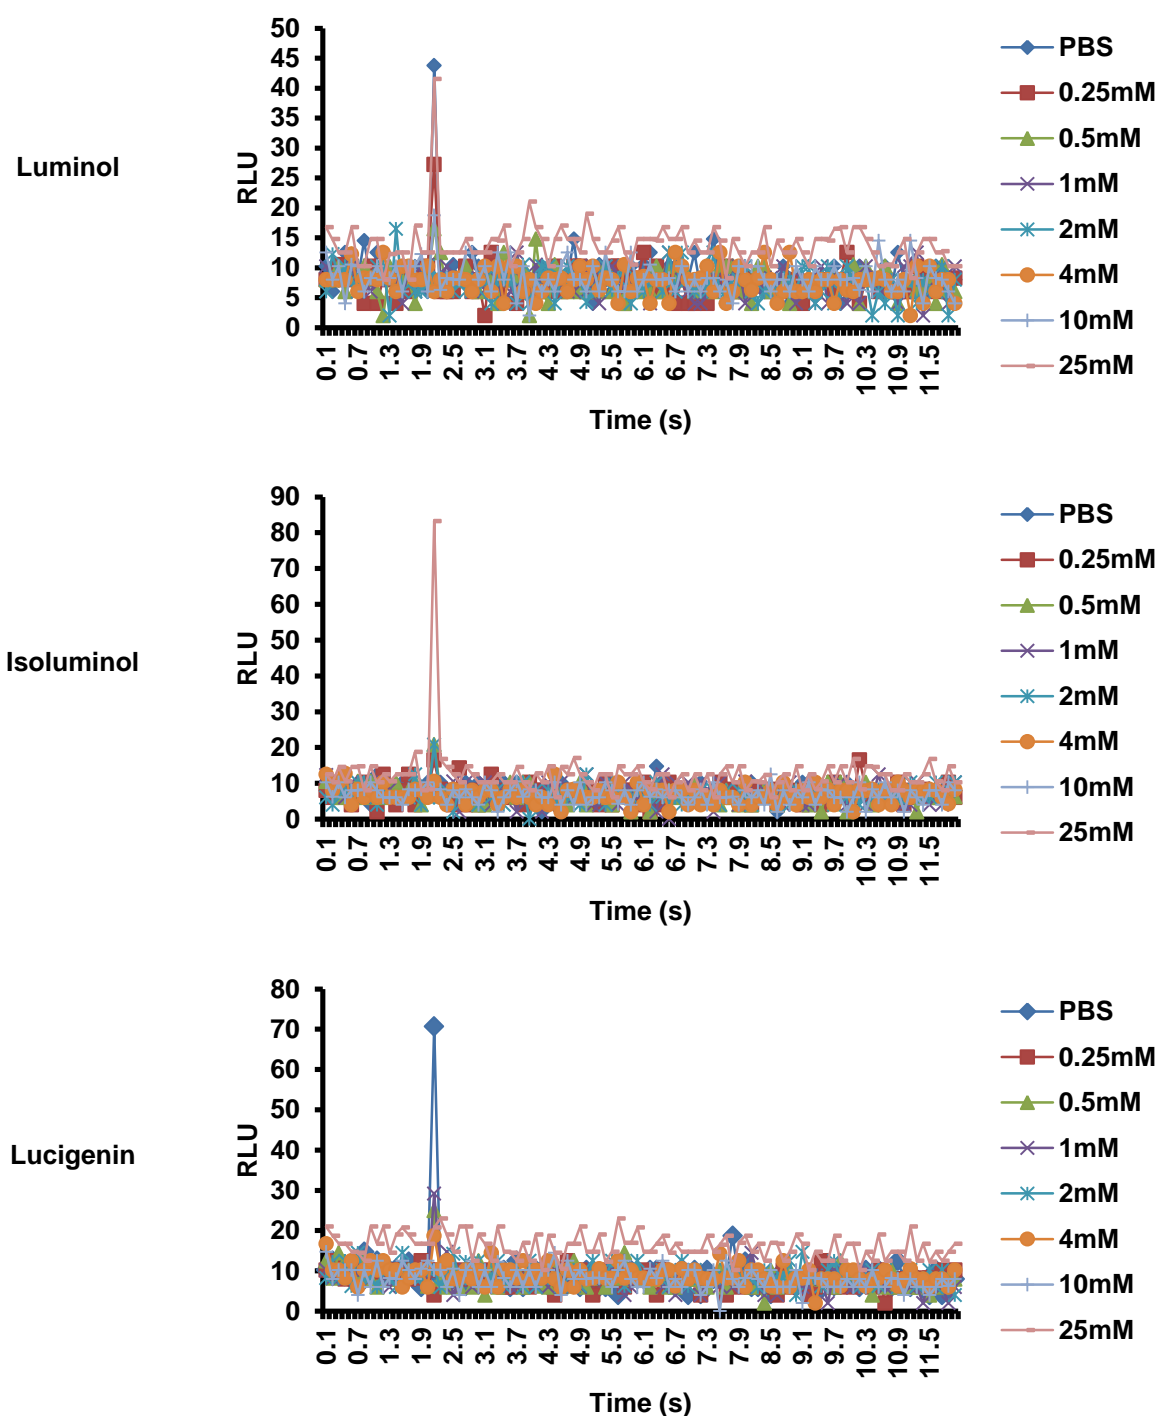 Luminol
RLU
50
45
40
35
30
25
20
15
10
5
0
0.1 0.7 1.3 1.9 2.5 3.1 3.7 4.3 4.9 5.5 6.1 6.7 7.3 7.9 8.5 9.1 9.7 10.3 10.9 11.5
Time (s)
PBS
0.25mM
0.5mM
1mM
2mM
4mM
10mM
25mM
Isoluminol
RLU
90
80
70
60
50
40
30
20
10
0
0.1 0.7 1.3 1.9 2.5 3.1 3.7 4.3 4.9 5.5 6.1 6.7 7.3 7.9 8.5 9.1 9.7 10.3 10.9 11.5
Time (s)
PBS
0.25mM
0.5mM
1mM
2mM
4mM
10mM
25mM
Lucigenin
RLU
80
70
60
50
40
30
20
10
0
0.1 0.7 1.3 1.9 2.5 3.1 3.7 4.3 4.9 5.5 6.1 6.7 7.3 7.9 8.5 9.1 9.7 10.3 10.9 11.5
Time (s)
PBS
0.25mM
0.5mM
1mM
2mM
4mM
10mM
25mM